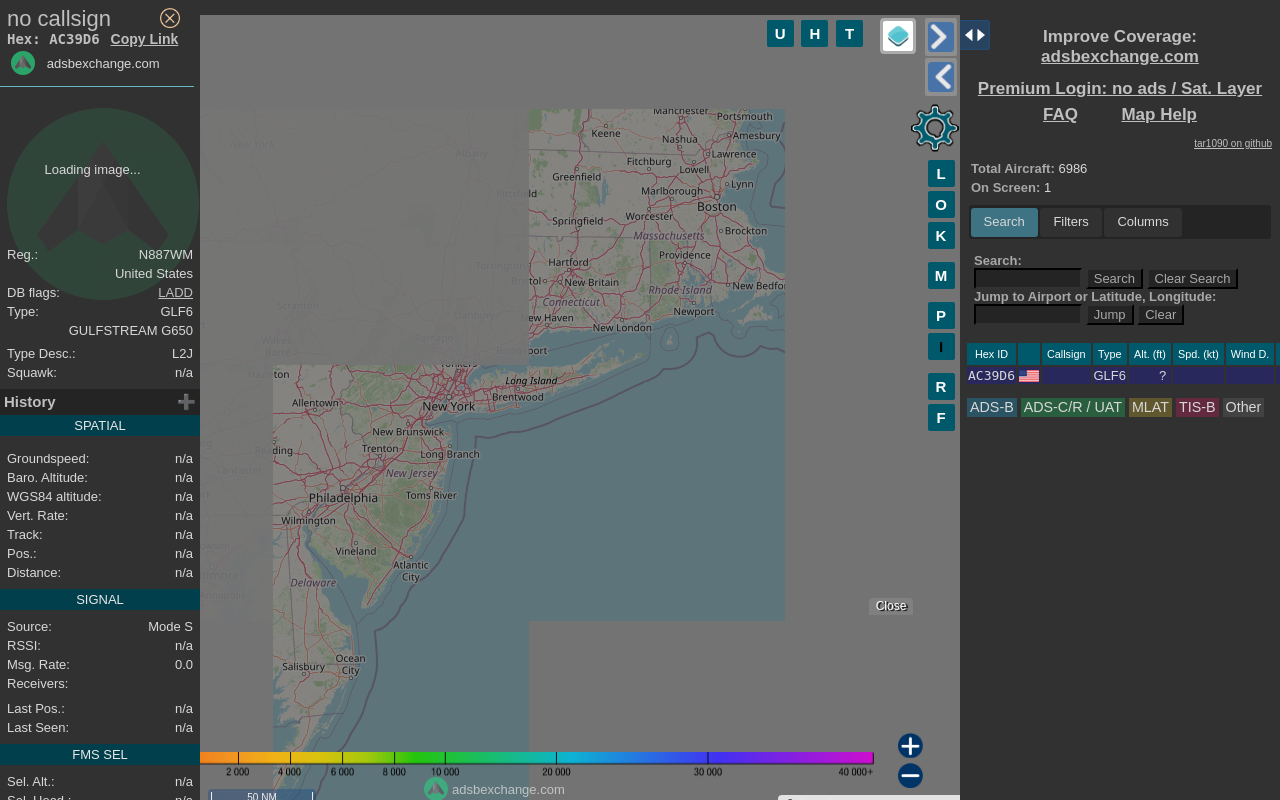 no callsign
Hex: AC39D6 Copy Link
adsbexchange.com
Loading image...
Reg.: N887WM
United States
DB flags: LADD
Type: GLF6
GULFSTREAM G650
Type Desc.: L2J
Squawk: n/a
History
SPATIAL
Groundspeed: n/a
Baro. Altitude: n/a
WGS84 altitude: n/a
Vert. Rate: n/a
Track: n/a
Pos.: n/a
Distance: n/a
SIGNAL
Source: Mode S
RSSI: n/a
Msg. Rate: 0.0
Receivers:
Last Pos.: n/a
Last Seen: n/a
FMS SEL
Sel. Alt.: n/a
Sel. Head.: n/a
U H T
L
O
K
M
P
I
R
F
Manchester
Portsmouth
Keene
Nashua
Amesbury
Fitchburg
Lawrence
Lowell
Greenfield
Marlborough
Lynn
Worcester
Boston
Springfield
Brockton
Massachusetts
Providence
Hartford
New Britain
Rhode Island
New Bedfor
Connecticut
Newport
ew Haven
New London
Long Island
Brentwood
Allentown
New York
New Brunswick
Trenton
Long Branch
New Jersey
Philadelphia
Toms River
Wilmington
Vineland
Atlantic
City
Delaware
Ocean
City
Salisbury
Close
2 000 4 000 6 000 8 000 10 000 20 000 30 000 40 000+
adsbexchange.com
50 NM
Improve Coverage:
adsbexchange.com
Premium Login: no ads / Sat. Layer
FAQ Map Help
tar1090 on github
Total Aircraft: 6986
On Screen: 1
Search Filters Columns
Search:
Search Clear Search
Jump to Airport or Latitude, Longitude:
Jump Clear
Hex ID Callsign Type Alt. (ft) Spd. (kt) Wind D.
AC39D6 GLF6 ?
ADS-B ADS-C/R / UAT MLAT TIS-B Other